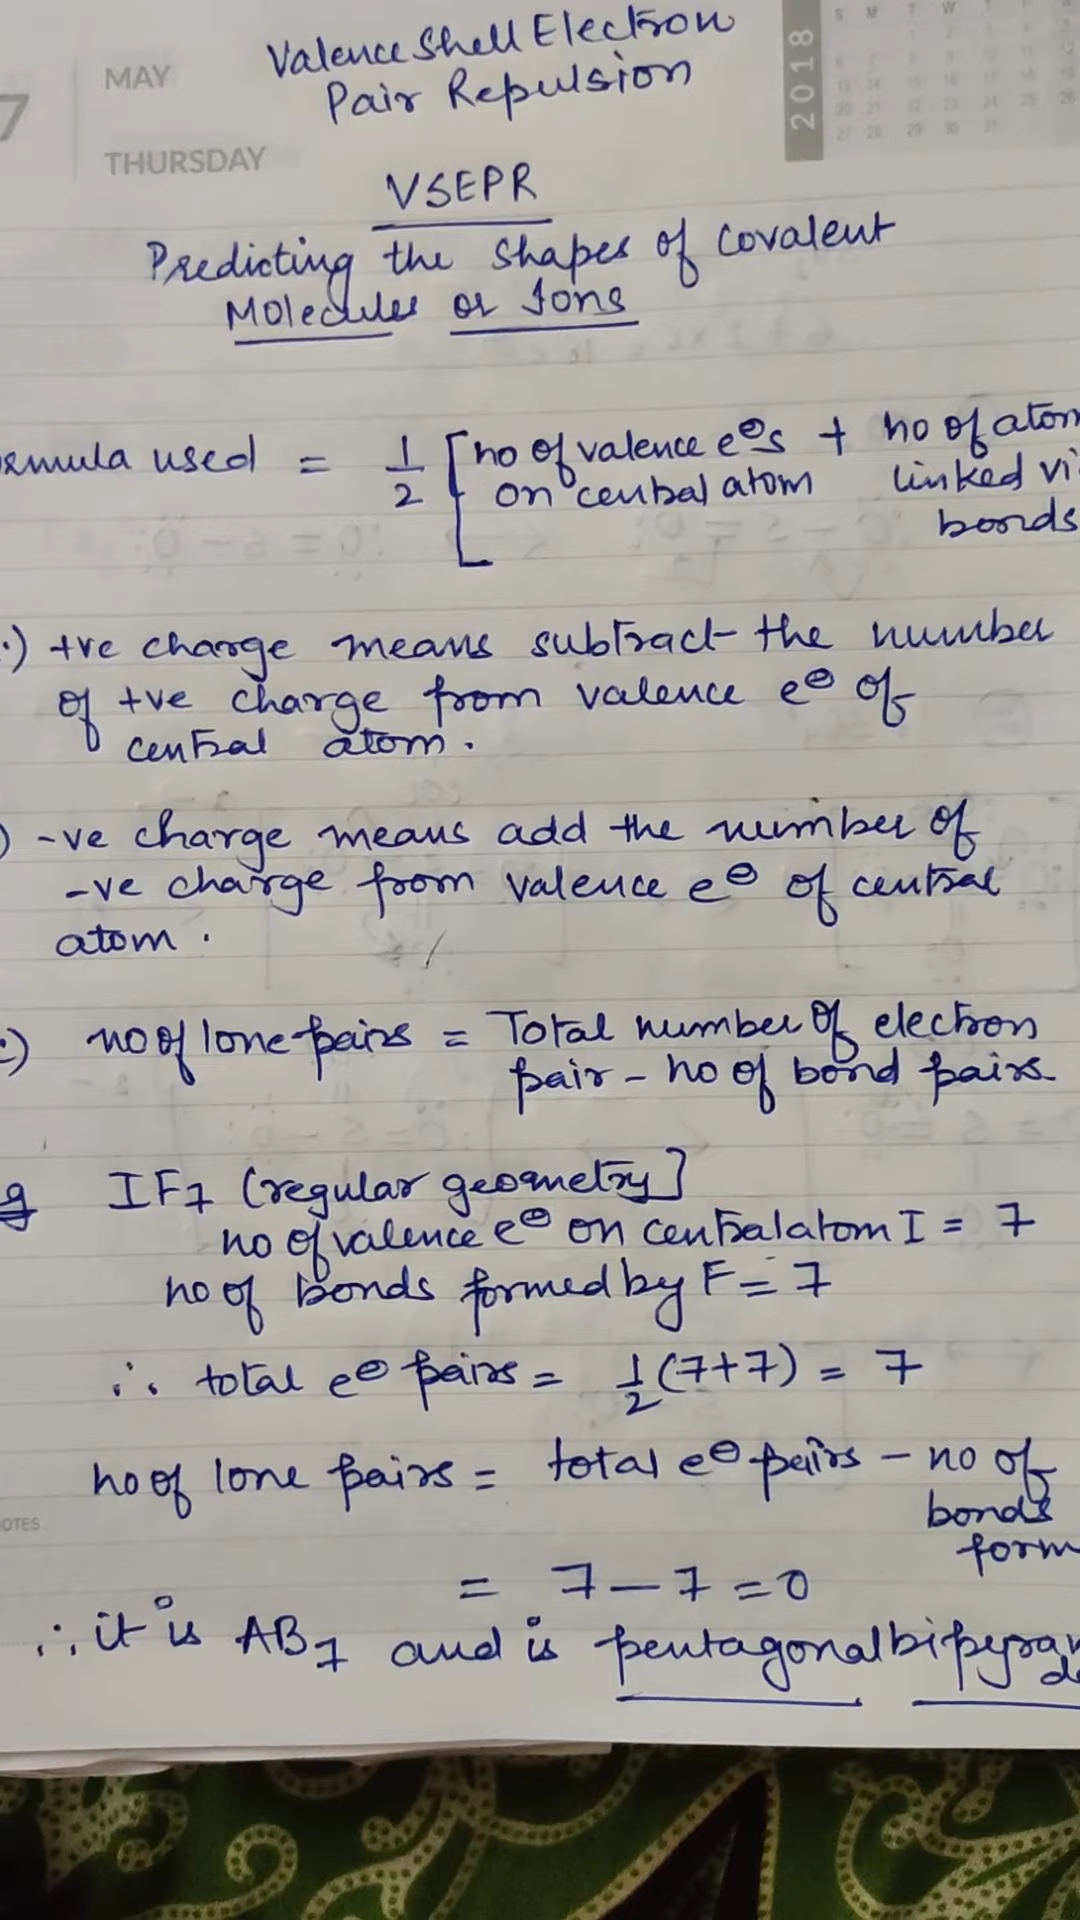 Valence Shell Electron
Pair Repulsion
7 MAY
THURSDAY
2018
VSEPR
Predicting the shapes of covalent
Molecules or Ions
rmula used = 1/2 [no of valence e⊖s + no of atom
on central atom linked vi
bonds
.) +ve charge means subtract the number
of +ve charge from valence e⊖ of
central atom.
) -ve charge means add the number of
-ve charge from valence e⊖ of central
atom.
:) no of lone pairs = Total number of electron
pair - no of bond pairs
g IF7 (regular geometry]
no of valence e⊖ on central atom I = 7
no of bonds formed by F = 7
∴ total e⊖ pairs = 1/2 (7+7) = 7
no of lone pairs = total e⊖ pairs - no of
bonds
form
OTES
= 7 - 7 = 0
∴ it is AB7 and is pentagonal bipyram